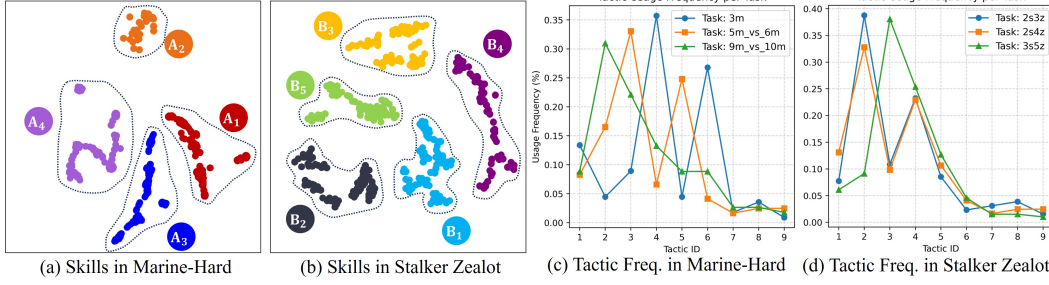 A2
A4
A1
A3
(a) Skills in Marine-Hard
B3
B4
B5
B2
B1
(b) Skills in Stalker Zealot
Usage Frequency (%)
0.35
0.30
0.25
0.20
0.15
0.10
0.05
0.00
Task: 3m
Task: 5m_vs_6m
Task: 9m_vs_10m
1 2 3 4 5 6 7 8 9
Tactic ID
(c) Tactic Freq. in Marine-Hard
0.40
0.35
0.30
0.25
0.20
0.15
0.10
0.05
0.00
Task: 2s3z
Task: 2s4z
Task: 3s5z
1 2 3 4 5 6 7 8 9
Tactic ID
(d) Tactic Freq. in Stalker Zealot